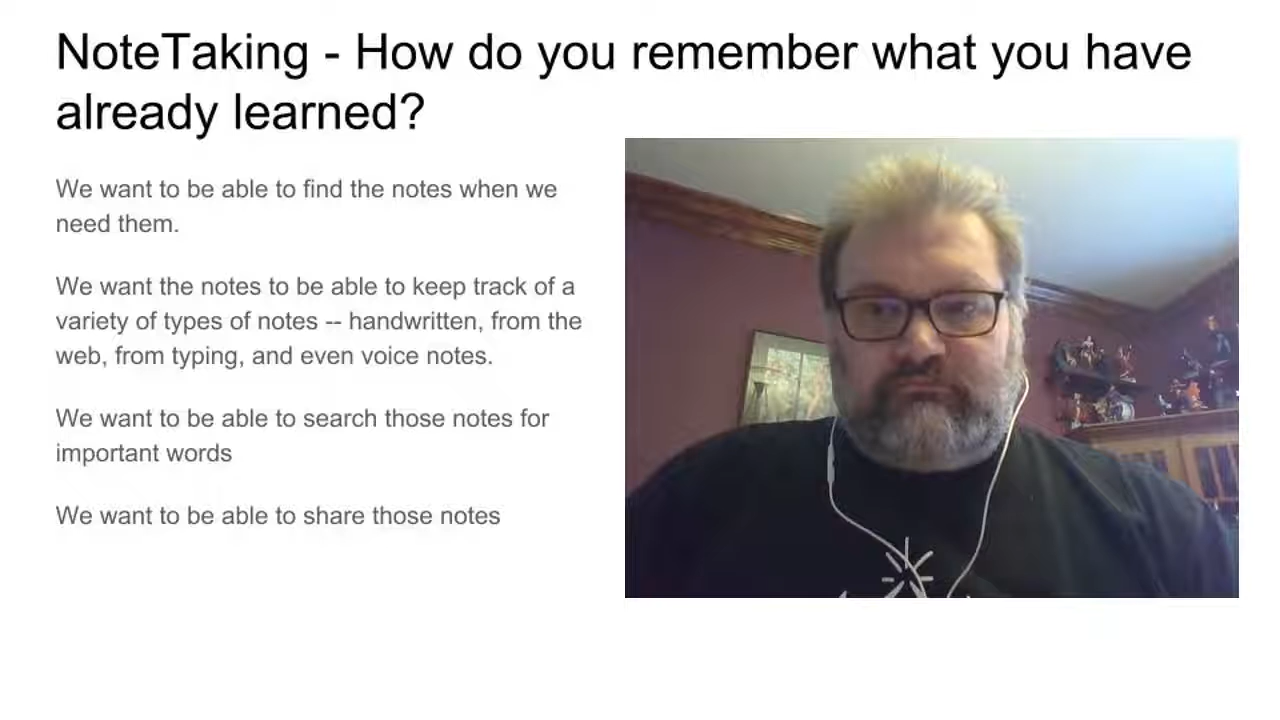 NoteTaking - How do you remember what you have
already learned?
We want to be able to find the notes when we
need them.
We want the notes to be able to keep track of a
variety of types of notes -- handwritten, from the
web, from typing, and even voice notes.
We want to be able to search those notes for
important words
We want to be able to share those notes